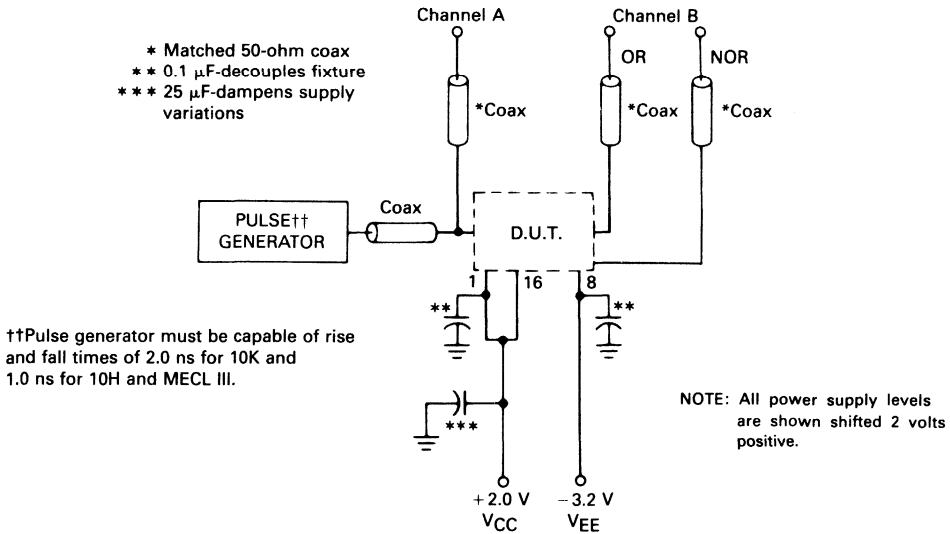 Channel A
Channel B
* Matched 50-ohm coax
** 0.1 μF-decouples fixture
*** 25 μF-dampens supply
variations
OR
NOR
*Coax
*Coax
*Coax
Coax
PULSE††
GENERATOR
D.U.T.
1
16
8
**
**
††Pulse generator must be capable of rise
and fall times of 2.0 ns for 10K and
1.0 ns for 10H and MECL III.
***
NOTE: All power supply levels
are shown shifted 2 volts
positive.
+2.0 V
VCC
−3.2 V
VEE